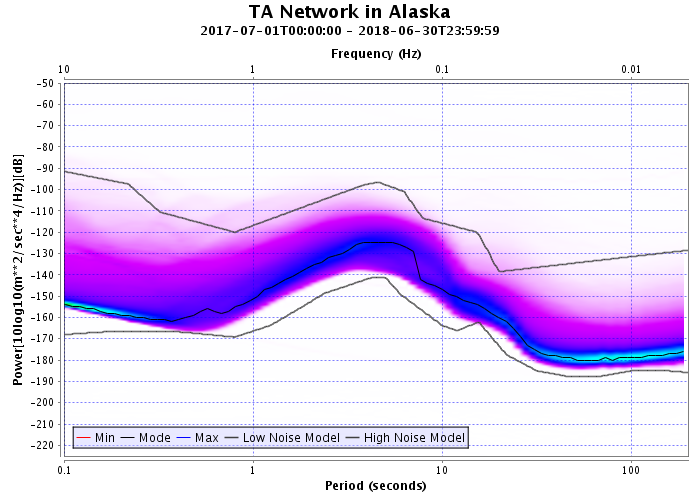 TA Network in Alaska
2017-07-01T00:00:00 - 2018-06-30T23:59:59
Frequency (Hz)
10 1 0.1 0.01
-50
-60
-70
-80
-90
-100
-110
-120
-130
-140
-150
-160
-170
-180
-190
-200
-210
-220
Power[10log10(m**2/sec**4/Hz)][dB]
Min Mode Max Low Noise Model High Noise Model
0.1 1 10 100
Period (seconds)